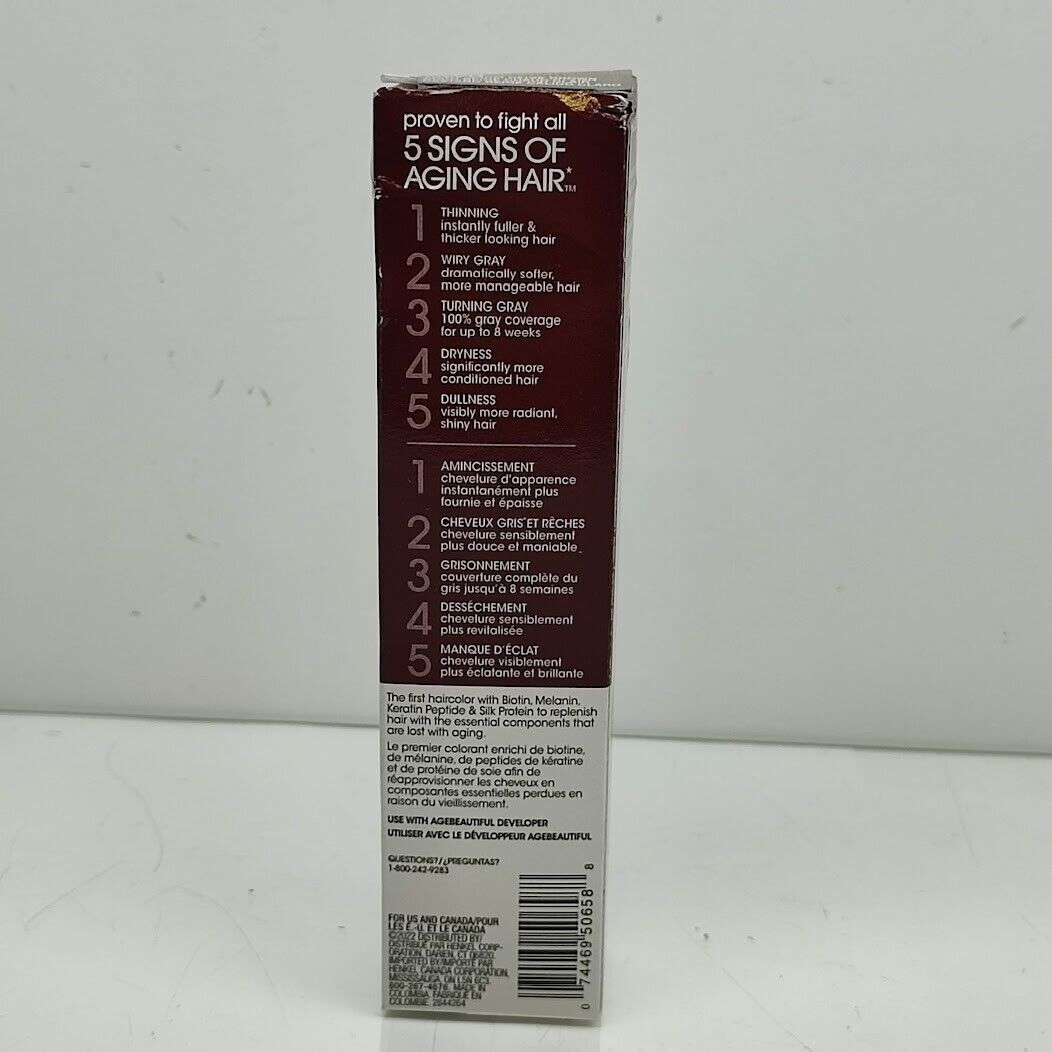 proven to fight all
5 SIGNS OF
AGING HAIR*™
1 THINNING
instantly fuller &
thicker looking hair
2 WIRY GRAY
dramatically softer,
more manageable hair
3 TURNING GRAY
100% gray coverage
for up to 8 weeks
4 DRYNESS
significantly more
conditioned hair
5 DULLNESS
visibly more radiant,
shiny hair
1 AMINCISSEMENT
chevelure d'apparence
instantanément plus
fournie et épaisse
2 CHEVEUX GRIS ET RÊCHES
chevelure sensiblement
plus douce et maniable
3 GRISONNEMENT
couverture complète du
gris jusqu'à 8 semaines
4 DESSÉCHEMENT
chevelure sensiblement
plus revitalisée
5 MANQUE D'ÉCLAT
chevelure visiblement
plus éclatante et brillante
The first haircolor with Biotin, Melanin,
Keratin Peptide & Silk Protein to replenish
hair with the essential components that
are lost with aging.
Le premier colorant enrichi de biotine,
de mélanine, de peptides de kératine
et de protéine de soie afin de
réapprovisionner les cheveux en
composantes essentielles perdues en
raison du vieillissement.
USE WITH AGEBEAUTIFUL DEVELOPER
UTILISER AVEC LE DÉVELOPPEUR AGEBEAUTIFUL
QUESTIONS?/¿PREGUNTAS?
1-800-242-9283
FOR US AND CANADA/POUR
LES É.-U. ET LE CANADA
©2022 DISTRIBUTED BY/
DISTRIBUÉ PAR HENKEL CORP-
ORATION, DARIEN, CT 06820.
IMPORTED BY/IMPORTÉ PAR
HENKEL CANADA CORPORATION,
MISSISSAUGA, ON L5N 6C3.
800-267-4676. MADE IN
COLOMBIA. FABRIQUÉ EN
COLOMBIE. 2844264
0 74469 50658 8